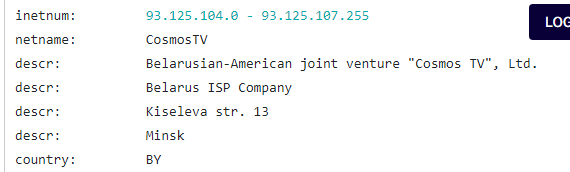 inetnum: 93.125.104.0 - 93.125.107.255
LOG
netname: CosmosTV
descr: Belarusian-American joint venture "Cosmos TV", Ltd.
descr: Belarus ISP Company
descr: Kiseleva str. 13
descr: Minsk
country: BY